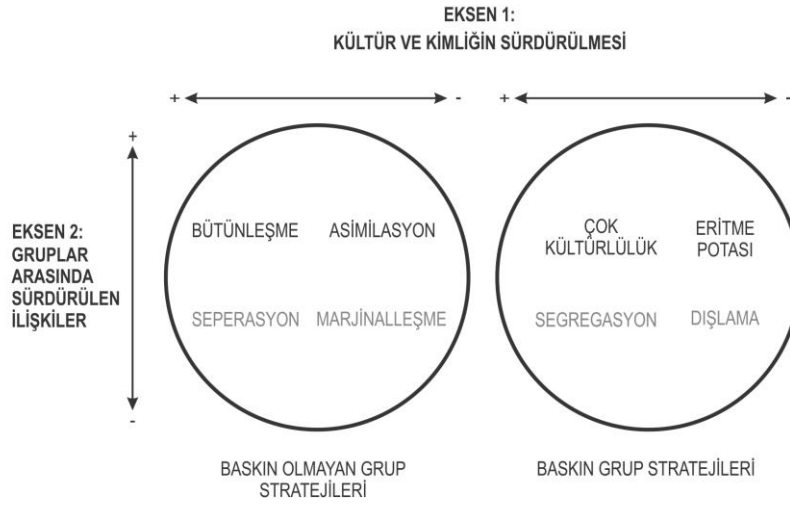 EKSEN 1:
KÜLTÜR VE KİMLİĞİN SÜRDÜRÜLMESİ
+ - + -
+
EKSEN 2:
GRUPLAR
ARASINDA
SÜRDÜRÜLEN
İLİŞKİLER
-
BÜTÜNLEŞME ASİMİLASYON
SEPERASYON MARJİNALLEŞME
ÇOK
KÜLTÜRLÜLÜK
ERİTME
POTASI
SEGREGASYON DIŞLAMA
BASKIN OLMAYAN GRUP
STRATEJİLERİ
BASKIN GRUP STRATEJİLERİ